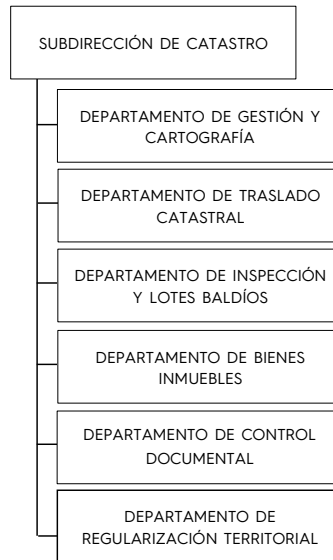 SUBDIRECCIÓN DE CATASTRO
DEPARTAMENTO DE GESTIÓN Y
CARTOGRAFÍA
DEPARTAMENTO DE TRASLADO
CATASTRAL
DEPARTAMENTO DE INSPECCIÓN
Y LOTES BALDÍOS
DEPARTAMENTO DE BIENES
INMUEBLES
DEPARTAMENTO DE CONTROL
DOCUMENTAL
DEPARTAMENTO DE
REGULARIZACIÓN TERRITORIAL